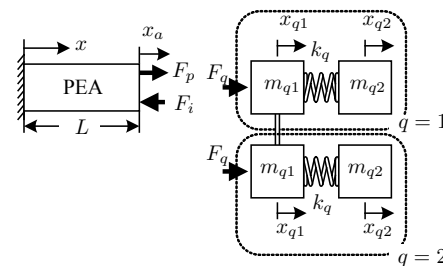 x
x_a
PEA
F_p
F_i
L
x_{q1} x_{q2}
k_q
F_q
m_{q1} m_{q2}
q = 1
F_q
m_{q1} m_{q2}
k_q
x_{q1} x_{q2}
q = 2